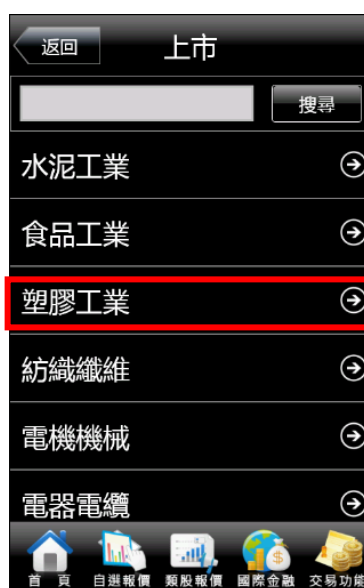 返回
上市
搜尋
水泥工業
食品工業
塑膠工業
紡織纖維
電機機械
電器電纜
首頁 自選報價 類股報價 國際金融 交易功能